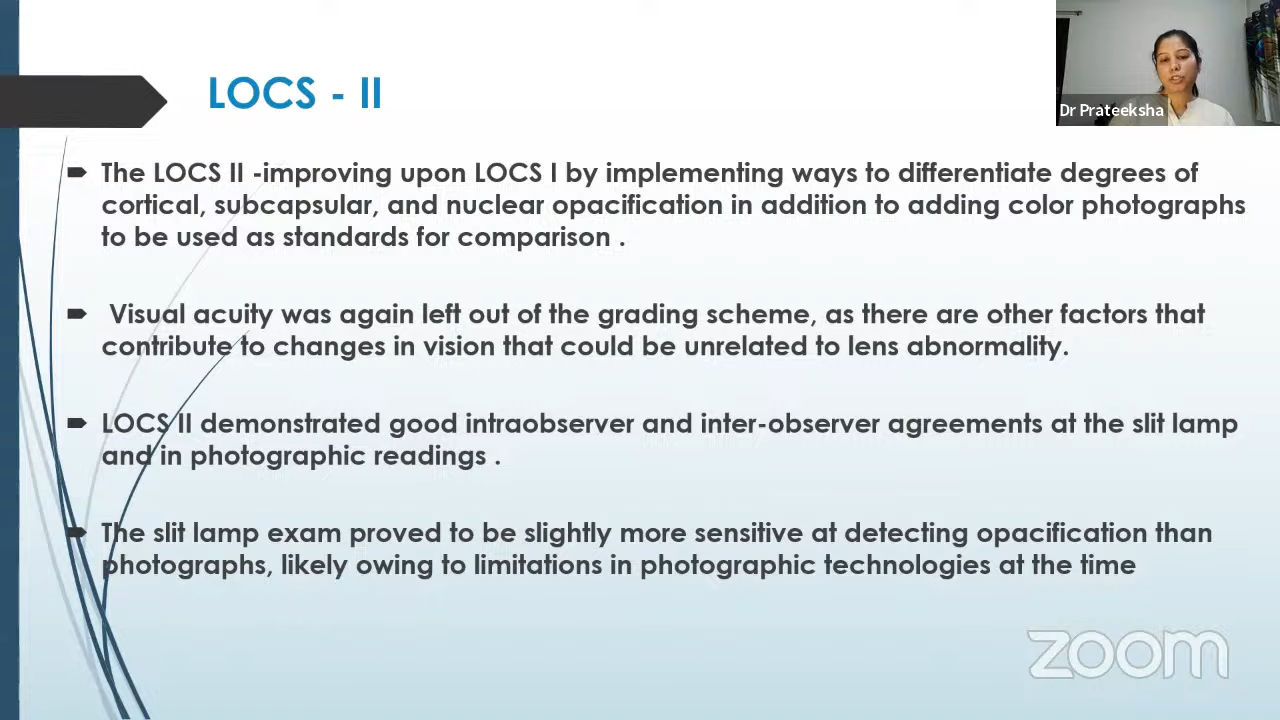 LOCS - II
Dr Prateeksha
The LOCS II -improving upon LOCS I by implementing ways to differentiate degrees of
cortical, subcapsular, and nuclear opacification in addition to adding color photographs
to be used as standards for comparison .
Visual acuity was again left out of the grading scheme, as there are other factors that
contribute to changes in vision that could be unrelated to lens abnormality.
LOCS II demonstrated good intraobserver and inter-observer agreements at the slit lamp
and in photographic readings .
The slit lamp exam proved to be slightly more sensitive at detecting opacification than
photographs, likely owing to limitations in photographic technologies at the time
zoom